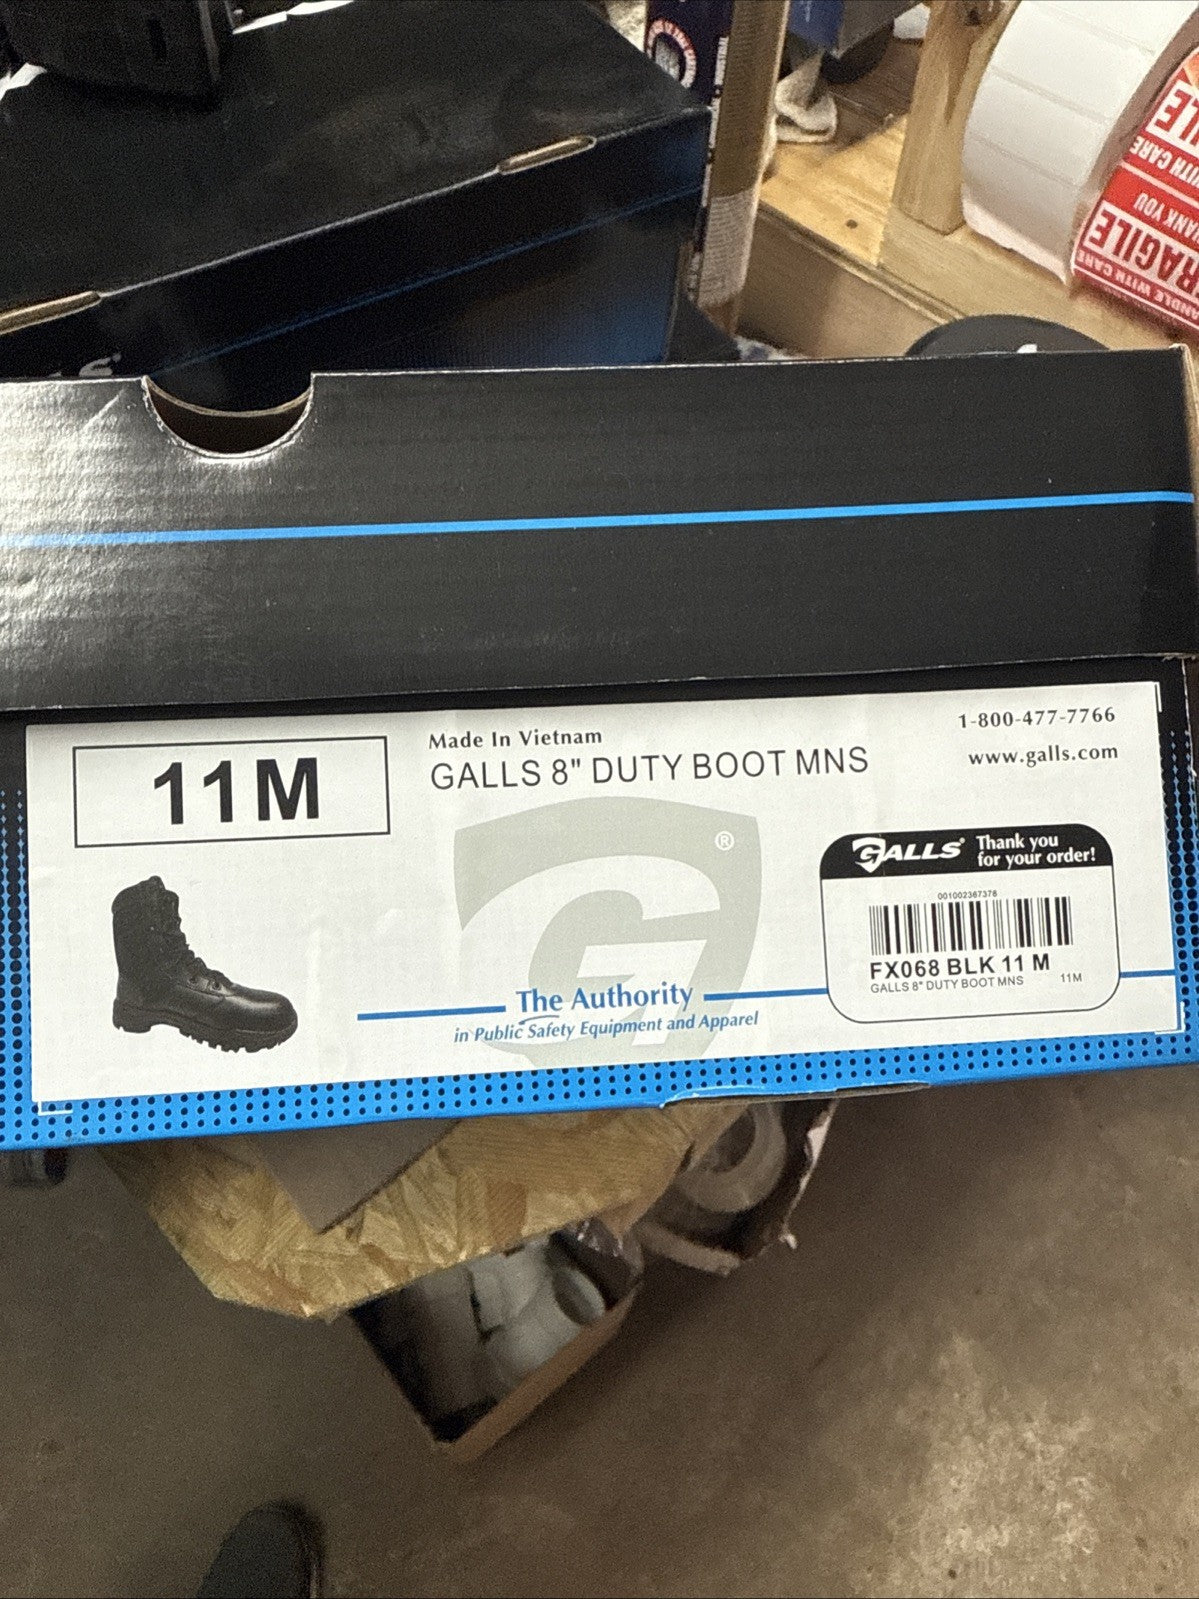 FRAGILE
HANDLE WITH CARE
THANK YOU
11M
Made In Vietnam
GALLS 8" DUTY BOOT MNS
1-800-477-7766
www.galls.com
®
GALLS® Thank you
for your order!
001002367376
FX068 BLK 11 M
GALLS 8" DUTY BOOT MNS 11M
The Authority
in Public Safety Equipment and Apparel